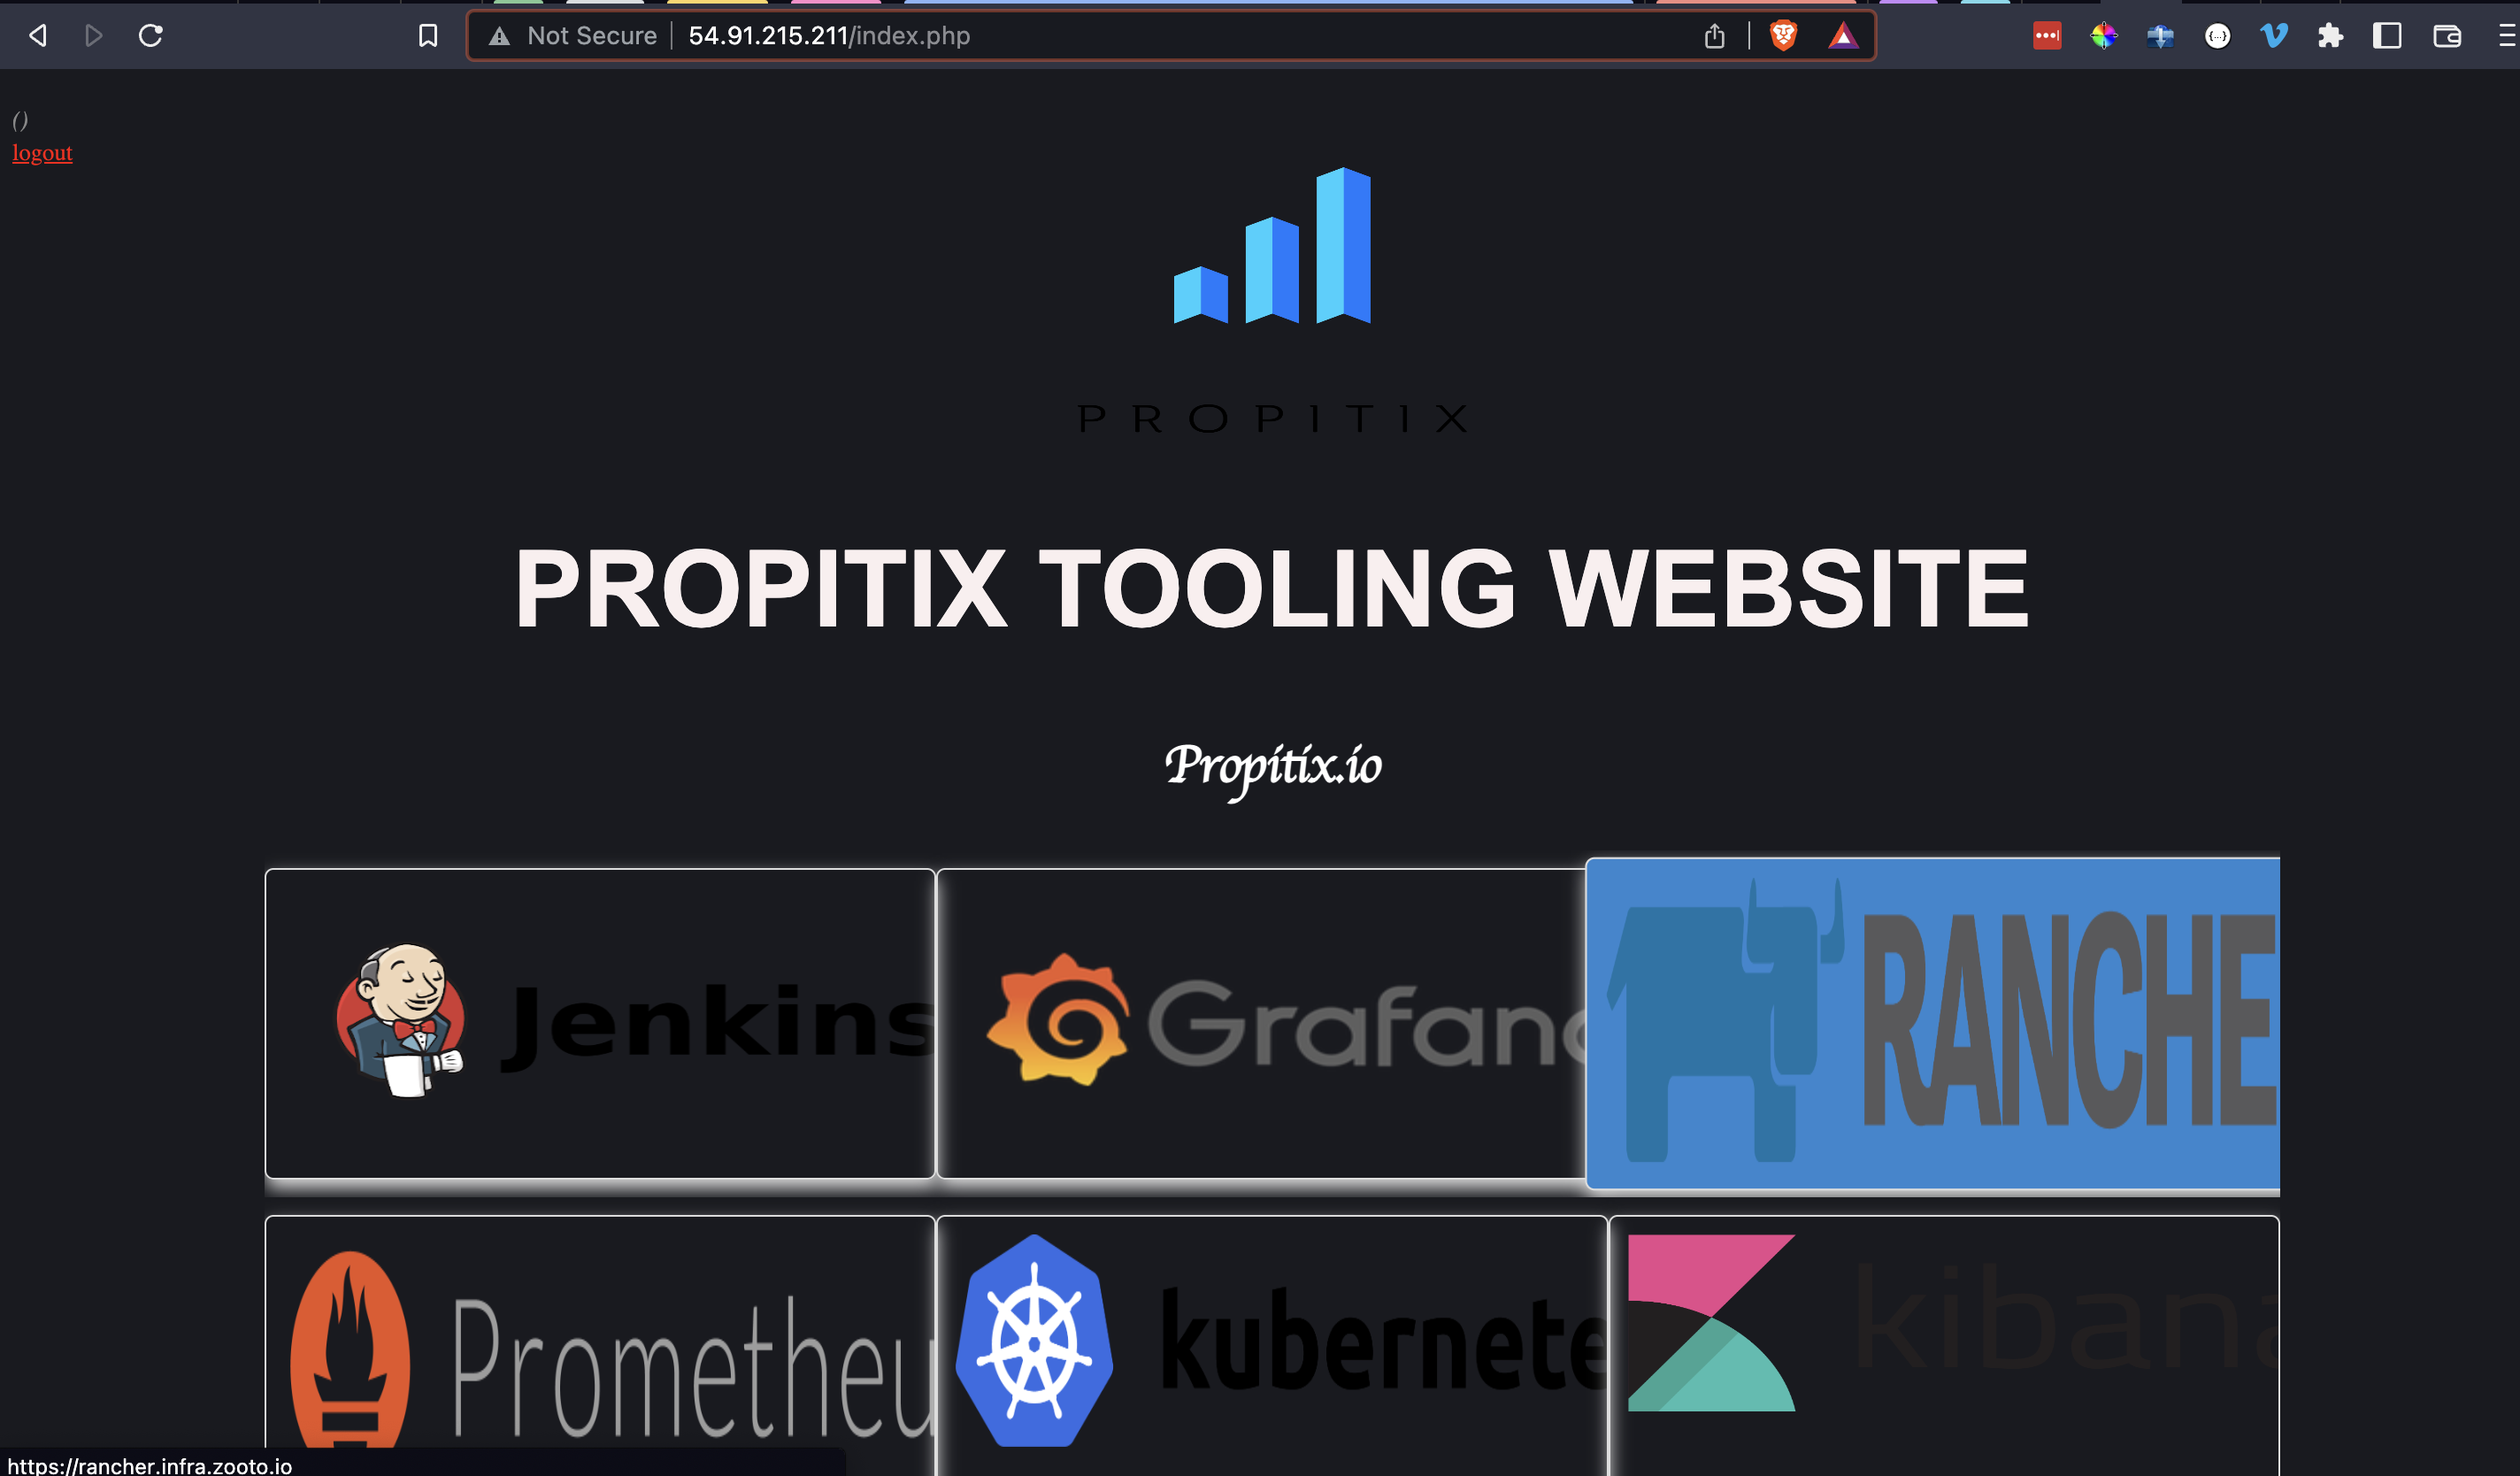 Not Secure 54.91.215.211/index.php
()
logout
PROPITIX
PROPITIX TOOLING WEBSITE
Propitix.io
Jenkins
Grafana
RANCHE
Prometheu
kubernete
kibana
https://rancher.infra.zooto.io